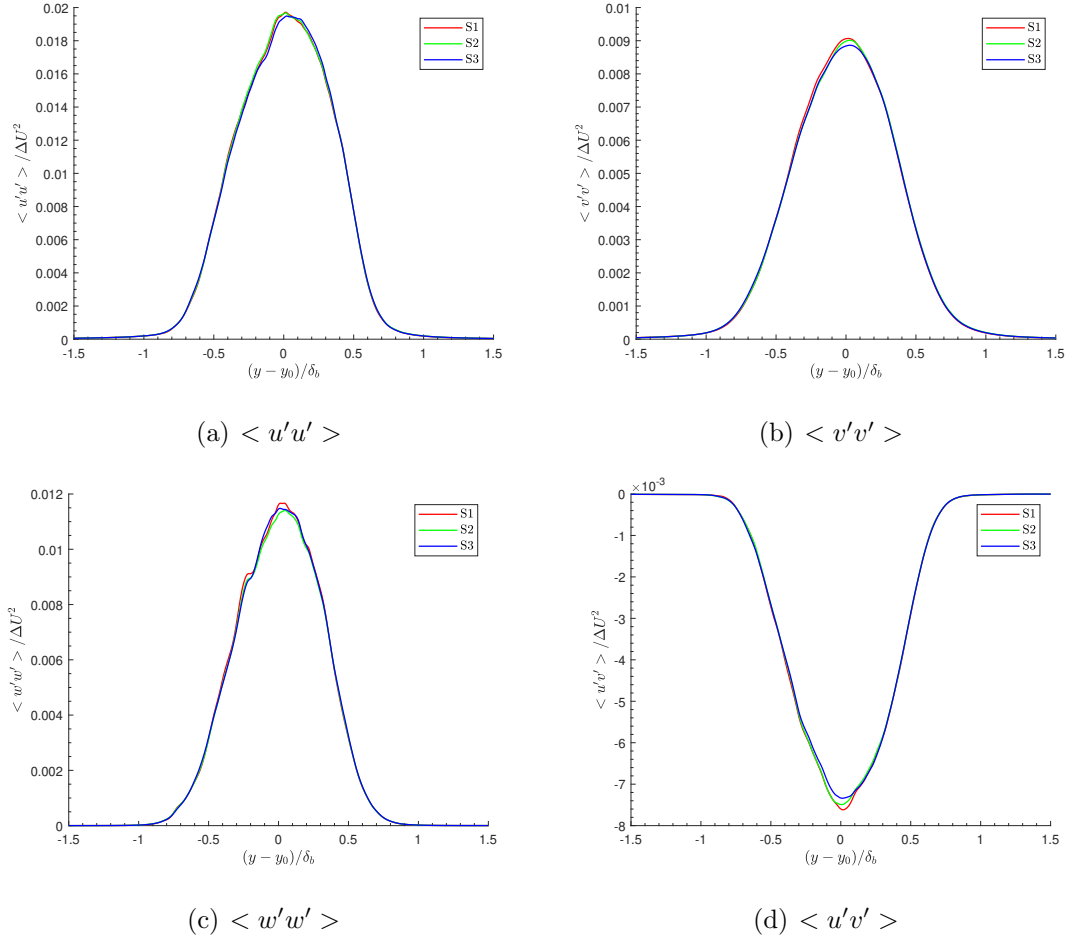 0.02
0.018
0.016
0.014
0.012
0.01
0.008
0.006
0.004
0.002
0
< u'u' > /ΔU²
-1.5 -1 -0.5 0 0.5 1 1.5
(y − y₀)/δ_b
S1
S2
S3
(a) < u'u' >
0.01
0.009
0.008
0.007
0.006
0.005
0.004
0.003
0.002
0.001
0
< v'v' > /ΔU²
-1.5 -1 -0.5 0 0.5 1 1.5
(y − y₀)/δ_b
S1
S2
S3
(b) < v'v' >
0.012
0.01
0.008
0.006
0.004
0.002
0
< w'w' > /ΔU²
-1.5 -1 -0.5 0 0.5 1 1.5
(y − y₀)/δ_b
S1
S2
S3
(c) < w'w' >
×10⁻³
0
-1
-2
-3
-4
-5
-6
-7
-8
< u'v' > /ΔU²
-1.5 -1 -0.5 0 0.5 1 1.5
(y − y₀)/δ_b
S1
S2
S3
(d) < u'v' >